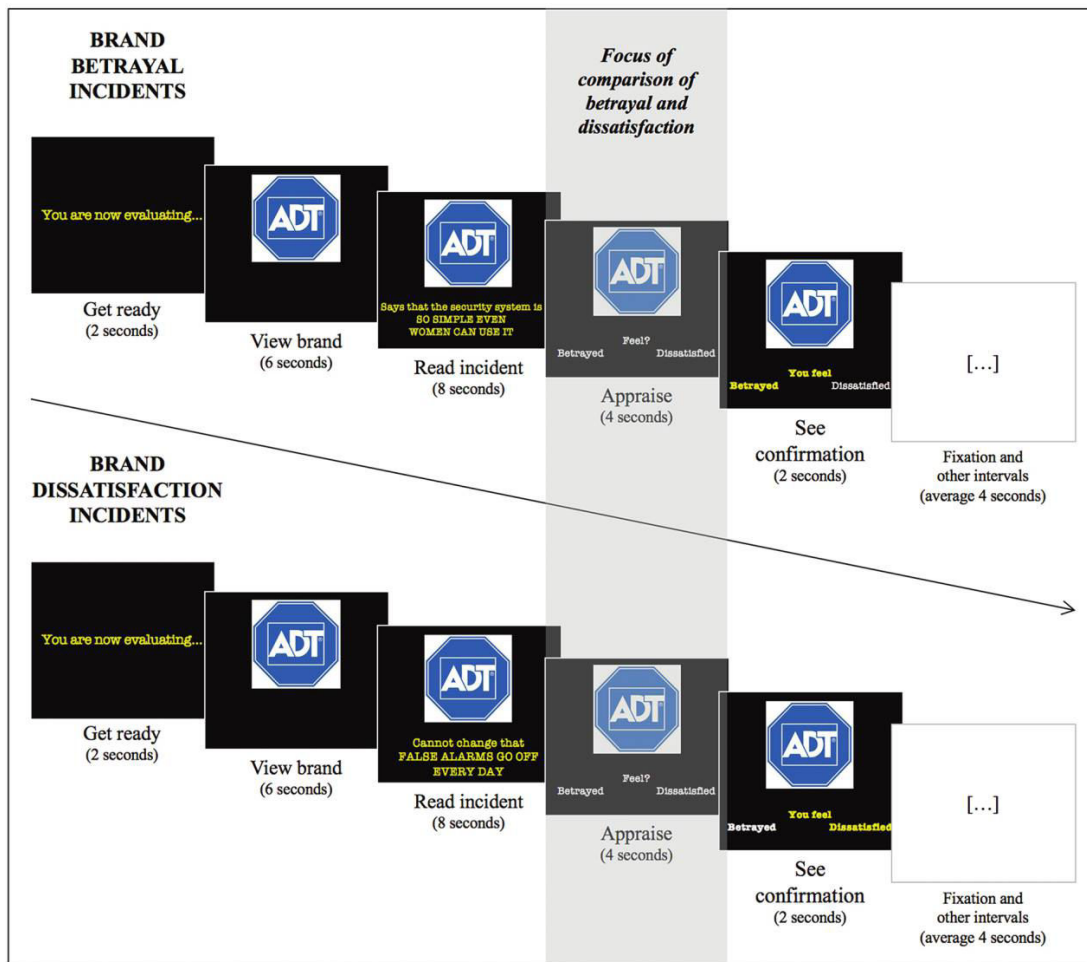 BRAND
BETRAYAL
INCIDENTS
Focus of
comparison of
betrayal and
dissatisfaction
You are now evaluating...
Get ready
(2 seconds)
ADT®
View brand
(6 seconds)
ADT®
Says that the security system is
SO SIMPLE EVEN
WOMEN CAN USE IT
Read incident
(8 seconds)
ADT®
Feel?
Betrayed Dissatisfied
Appraise
(4 seconds)
ADT®
You feel
Betrayed Dissatisfied
See
confirmation
(2 seconds)
[...]
Fixation and
other intervals
(average 4 seconds)
BRAND
DISSATISFACTION
INCIDENTS
You are now evaluating...
Get ready
(2 seconds)
ADT®
View brand
(6 seconds)
ADT®
Cannot change that
FALSE ALARMS GO OFF
EVERY DAY
Read incident
(8 seconds)
ADT®
Feel?
Betrayed Dissatisfied
Appraise
(4 seconds)
ADT®
You feel
Betrayed Dissatisfied
See
confirmation
(2 seconds)
[...]
Fixation and
other intervals
(average 4 seconds)